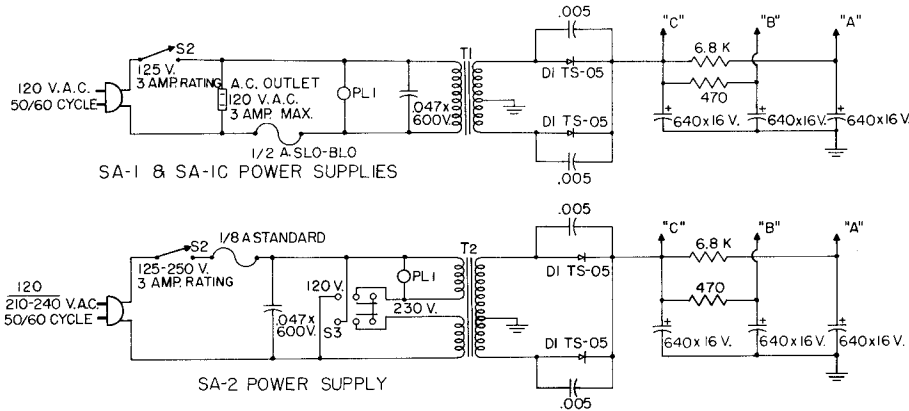 .005
"C" "B" "A"
S2
T1
6.8 K
120 V.A.C.
50/60 CYCLE
125 V.
3 AMP. RATING
A.C. OUTLET
120 V.A.C.
3 AMP. MAX.
PL1
.047x
600V.
D1 TS-05
470
D1 TS-05
640x16 V. 640x16V. 640x16V.
1/2 A. SLO-BLO
.005
SA-1 & SA-1C POWER SUPPLIES
.005
"C" "B" "A"
S2
1/8 A STANDARD
T2
6.8 K
120
210-240 V.A.C.
50/60 CYCLE
125-250 V.
3 AMP. RATING
.047x
600V.
120 V.
S3
PL1
230 V.
D1 TS-05
470
D1 TS-05
640x16 V. 640x16V. 640x16V.
SA-2 POWER SUPPLY
.005